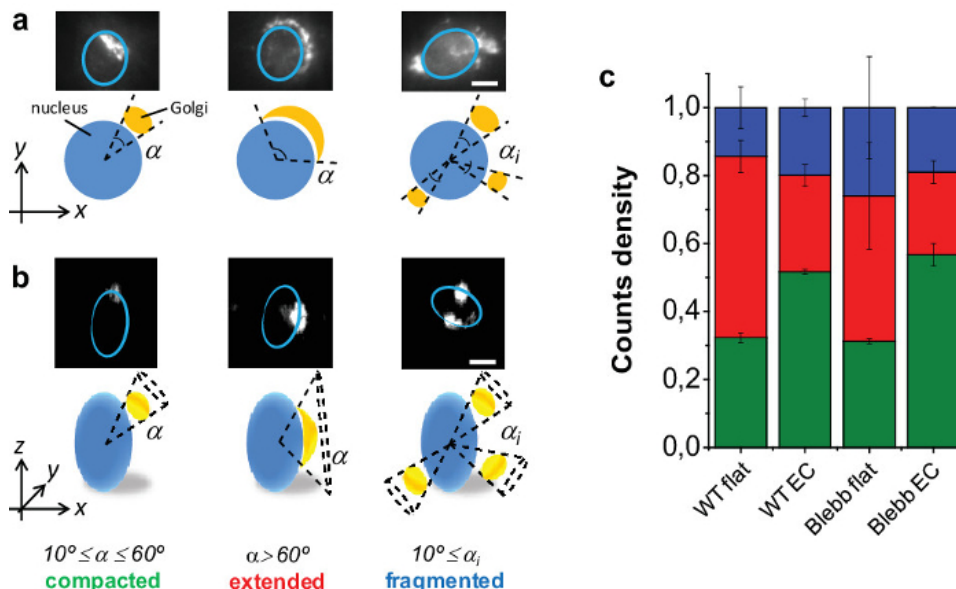 a
nucleus
Golgi
α
α
αi
y
x
b
α
α
αi
z
y
x
10º ≤ α ≤ 60º
compacted
α > 60º
extended
10º ≤ αi
fragmented
c
Counts density
1,0
0,8
0,6
0,4
0,2
0,0
WT flat
WT EC
Blebb flat
Blebb EC